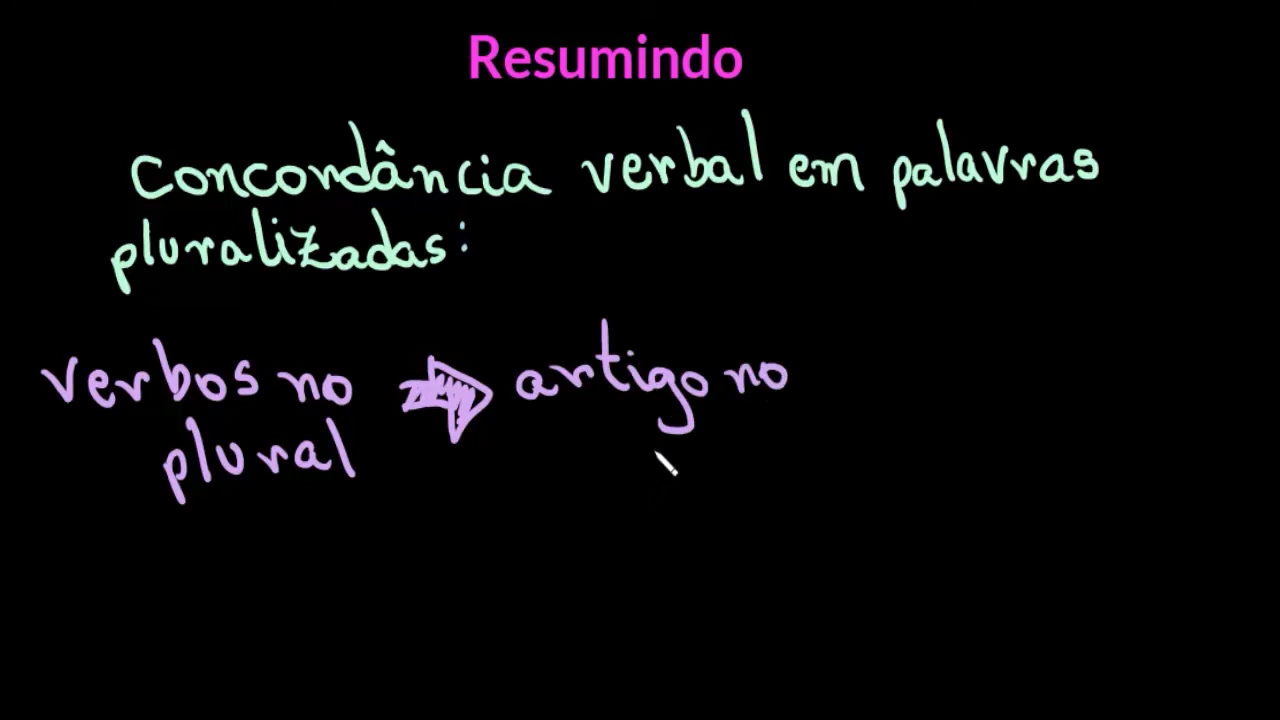 Resumindo
Concordância verbal em palavras
pluralizadas:
verbos no
plural
artigo no